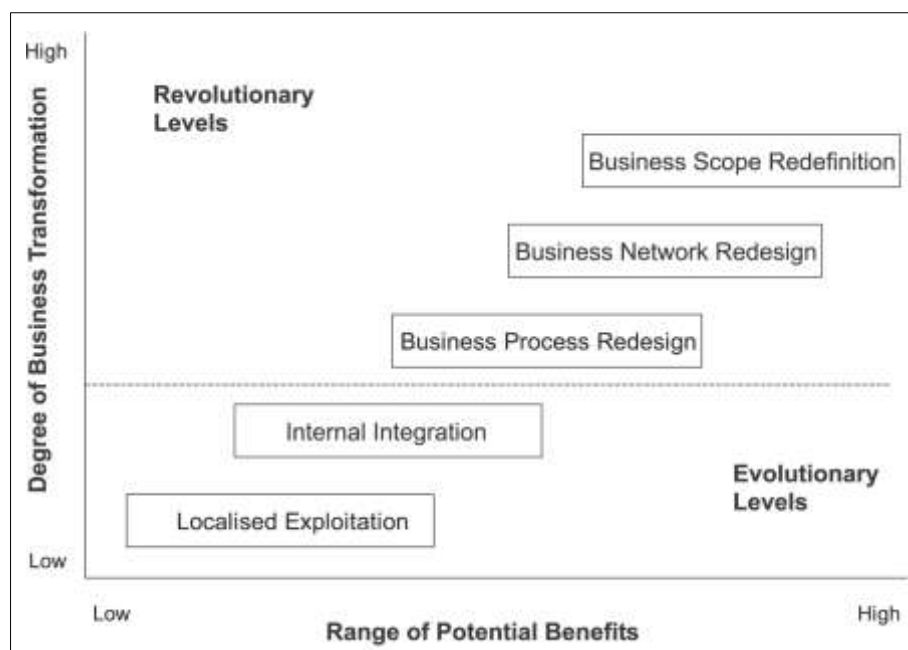 High
Revolutionary
Levels
Business Scope Redefinition
Business Network Redesign
Business Process Redesign
Internal Integration
Evolutionary
Levels
Localised Exploitation
Low
Degree of Business Transformation
Low
High
Range of Potential Benefits